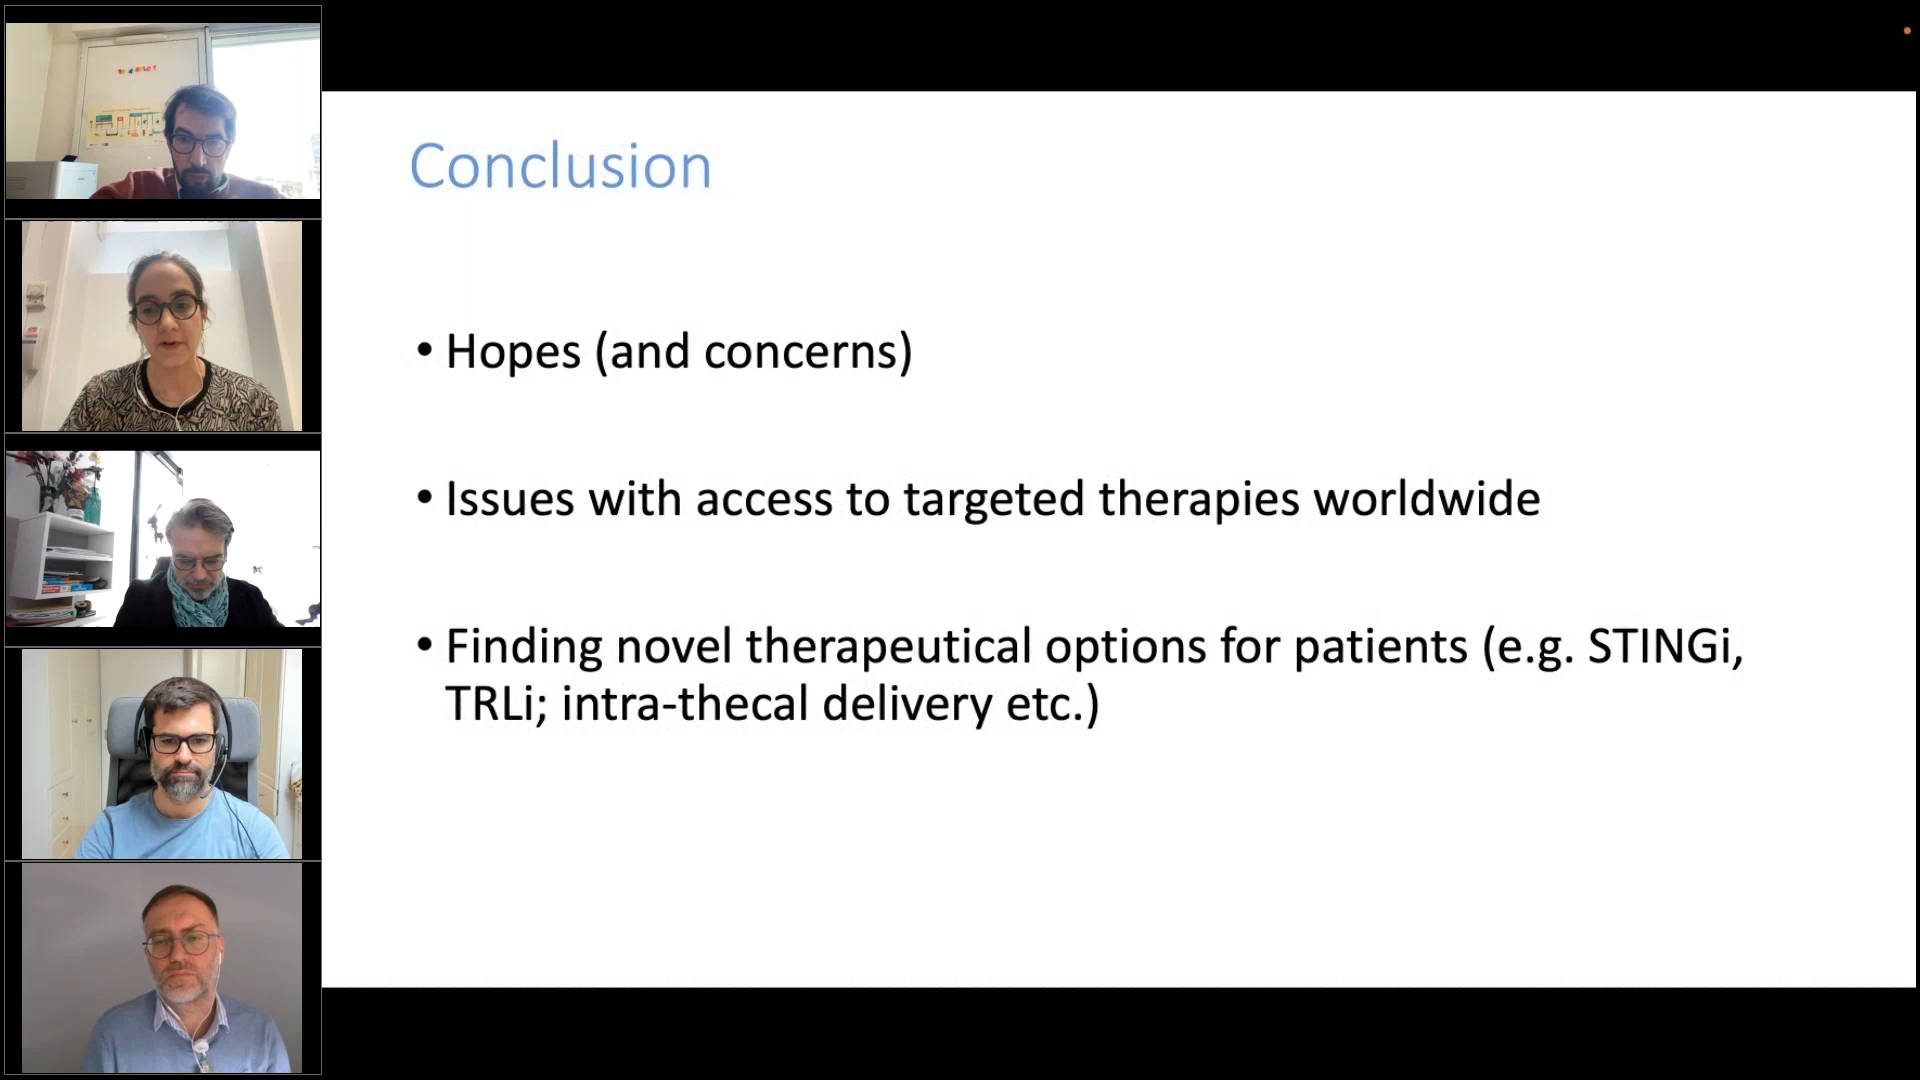 Conclusion
• Hopes (and concerns)
• Issues with access to targeted therapies worldwide
• Finding novel therapeutical options for patients (e.g. STINGi,
TRLi; intra-thecal delivery etc.)